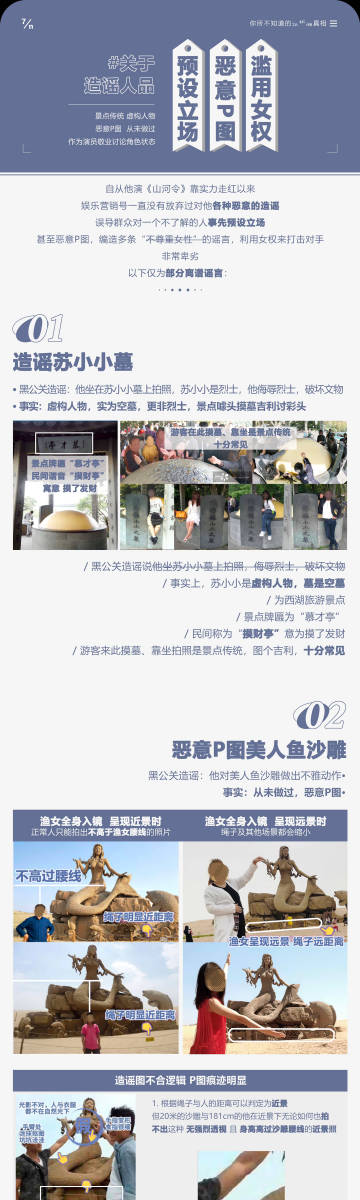 7/n
你所不知道的
真相
#关于
造谣人品
景点传统 虚构人物
恶意P图 从未做过
作为演员敬业讨论角色状态
预设立场
恶意P图
滥用女权
自从他演《山河令》靠实力走红以来
娱乐营销号一直没有放弃过对他各种恶意的造谣
误导群众对一个不了解的人事先预设立场
甚至恶意P图，编造多条“不尊重女性”的谣言，利用女权来打击对手
非常卑劣
以下仅为部分离谱谣言：
01
造谣苏小小墓
• 黑公关造谣：他坐在苏小小墓上拍照，苏小小是烈士，他侮辱烈士，破坏文物
• 事实：虚构人物，实为空墓，更非烈士，景点噱头摸墓吉利讨彩头
墓才亭
景点牌匾“慕才亭”
民间谐音“摸财亭”
寓意 摸了发财
游客在此摸墓、靠坐是景点传统
十分常见
/ 黑公关造谣说他坐苏小小墓上拍照，侮辱烈士，破坏文物
/ 事实上，苏小小是虚构人物，墓是空墓
/ 为西湖旅游景点
/ 景点牌匾为“慕才亭”
/ 民间称为“摸财亭”意为摸了发财
/ 游客来此摸墓、靠坐拍照是景点传统，图个吉利，十分常见
02
恶意P图美人鱼沙雕
黑公关造谣：他对美人鱼沙雕做出不雅动作•
事实：从未做过，恶意P图•
渔女全身入镜 呈现近景时
正常人只能拍出不高于渔女腰线的照片
渔女全身入镜 呈现远景时
绳子及其他场景都会缩小
不高过腰线
绳子明显近距离
渔女呈现远景 绳子远距离
绳子明显近距离
造谣图不合逻辑 P图痕迹明显
光影不对，人与衣服
都不在自然光下
1. 根据绳子与人的距离可以判定为近景
但20米的沙雕与181cm的他在近景下无论如何也拍
不出这种 无强烈透视 且 身高高过沙雕腰线的近景照